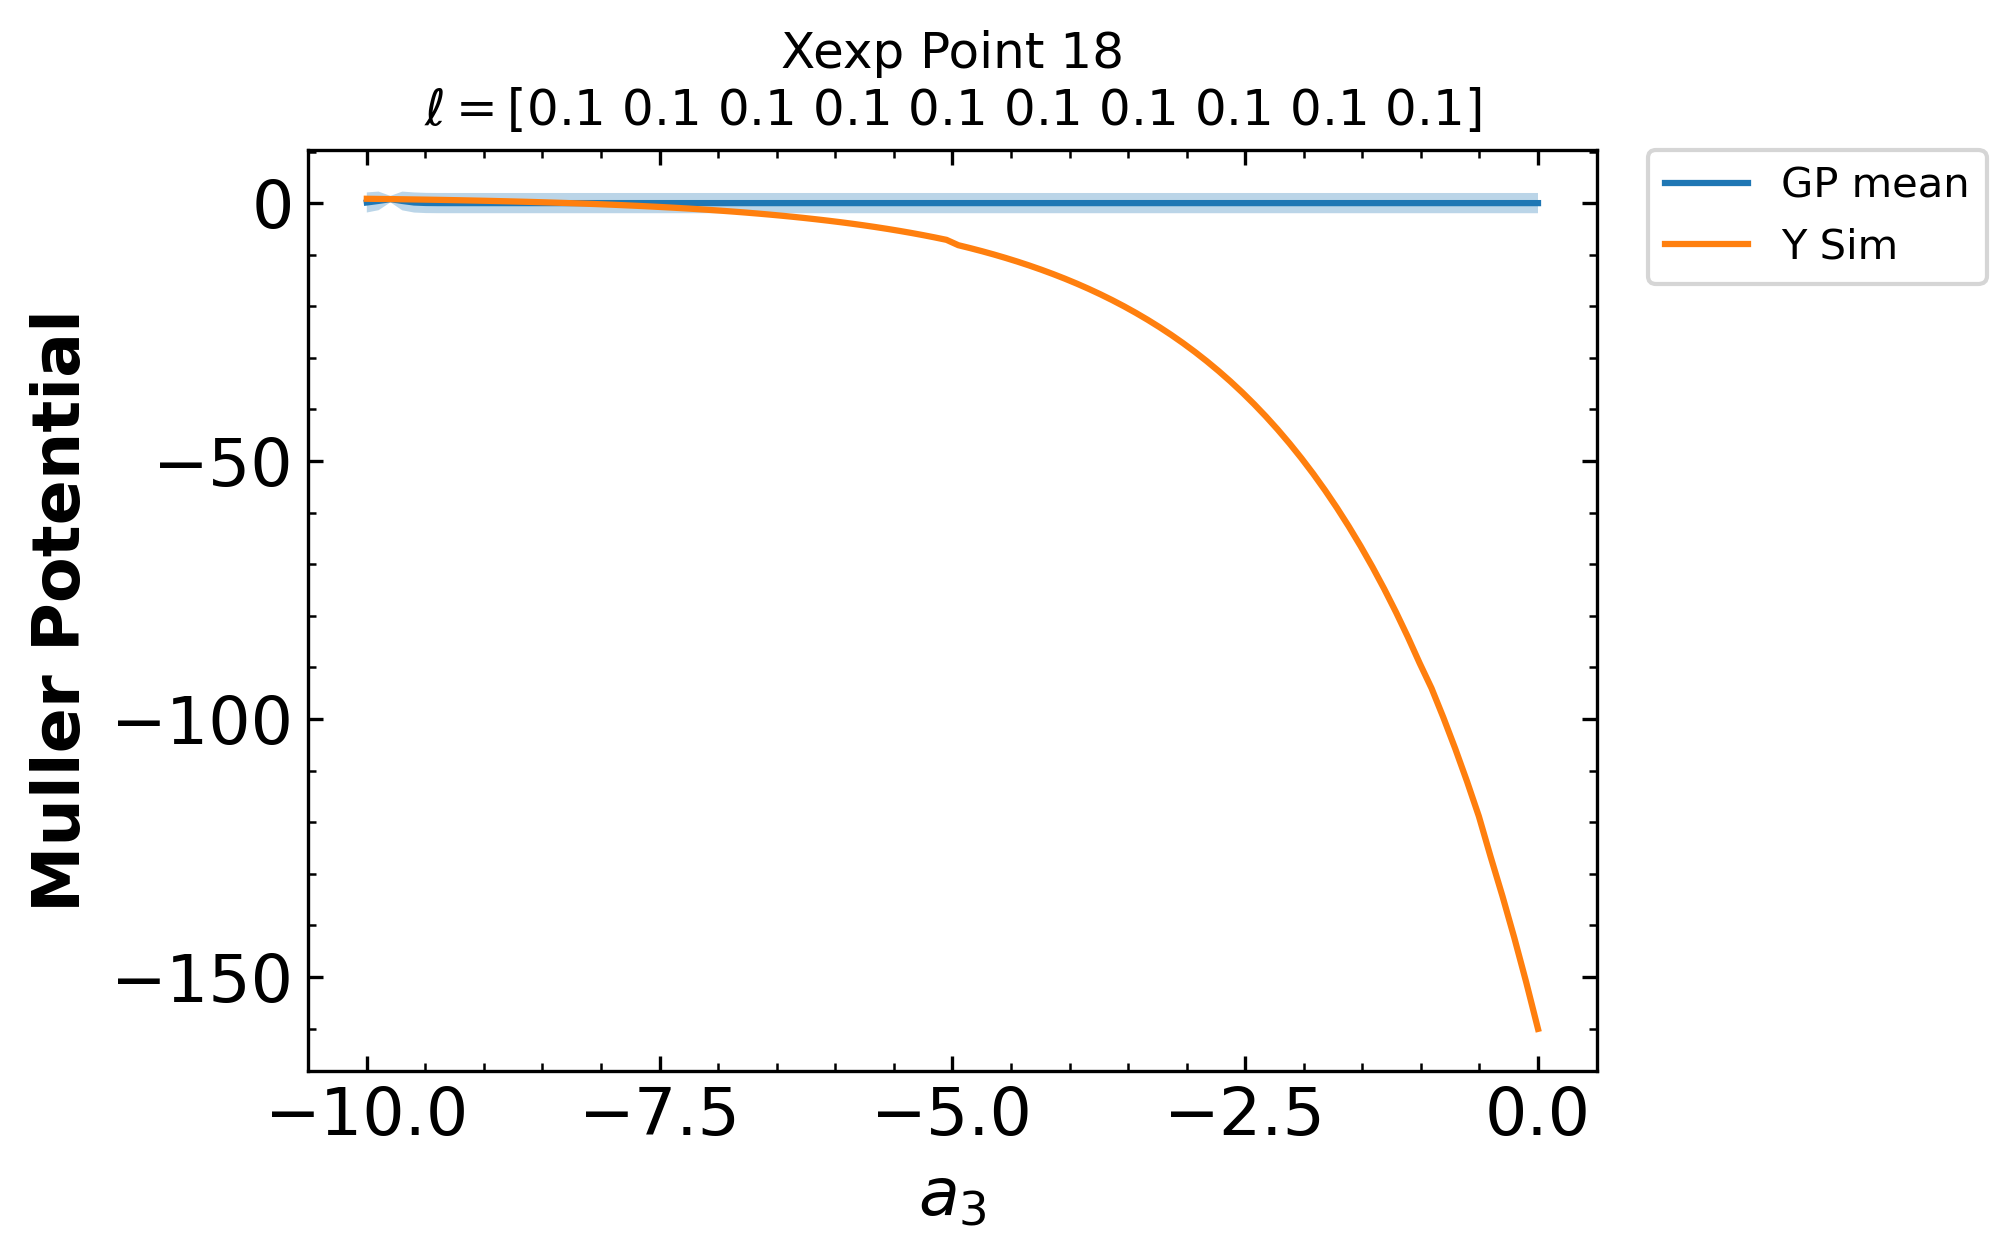 Xexp Point 18
ℓ = [0.1 0.1 0.1 0.1 0.1 0.1 0.1 0.1 0.1 0.1]
GP mean
Y Sim
Muller Potential
0
−50
−100
−150
−10.0 −7.5 −5.0 −2.5 0.0
a₃